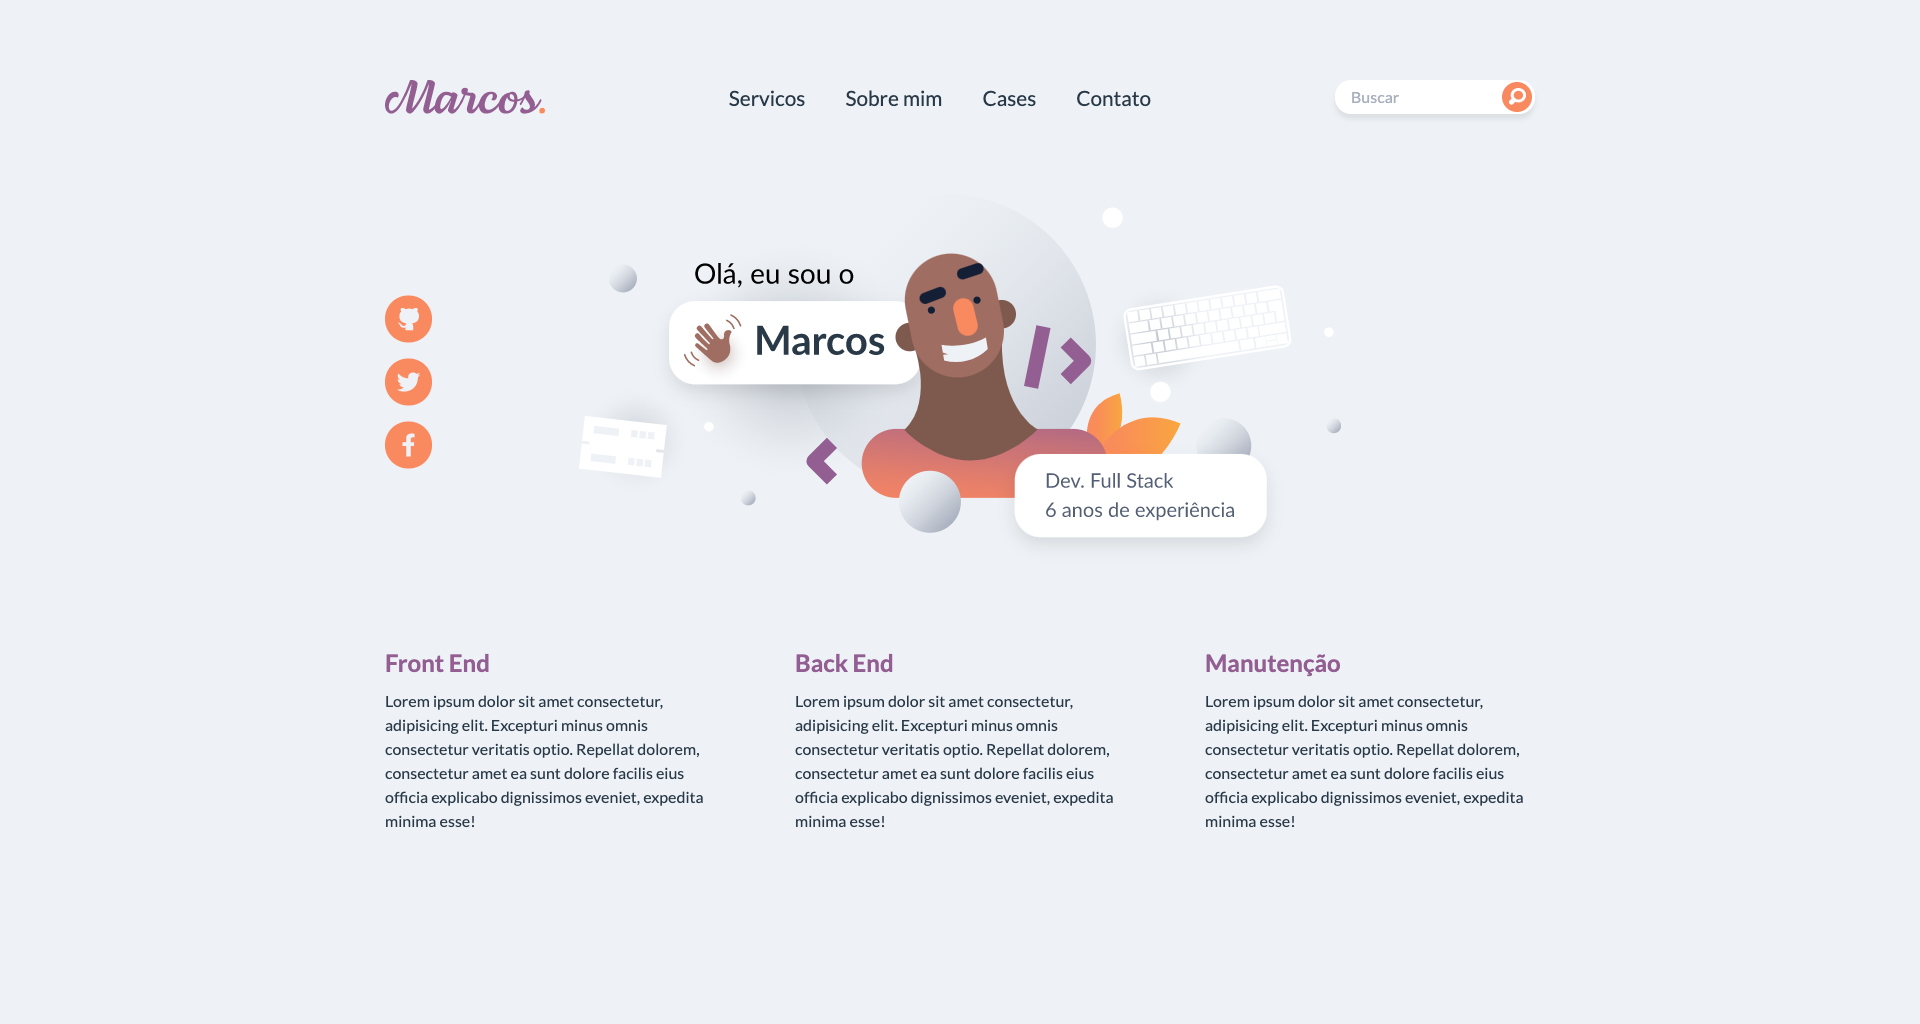 Marcos.
Servicos
Sobre mim
Cases
Contato
Buscar
Olá, eu sou o
Marcos
Dev. Full Stack
6 anos de experiência
Front End
Lorem ipsum dolor sit amet consectetur,
adipisicing elit. Excepturi minus omnis
consectetur veritatis optio. Repellat dolorem,
consectetur amet ea sunt dolore facilis eius
officia explicabo dignissimos eveniet, expedita
minima esse!
Back End
Lorem ipsum dolor sit amet consectetur,
adipisicing elit. Excepturi minus omnis
consectetur veritatis optio. Repellat dolorem,
consectetur amet ea sunt dolore facilis eius
officia explicabo dignissimos eveniet, expedita
minima esse!
Manutenção
Lorem ipsum dolor sit amet consectetur,
adipisicing elit. Excepturi minus omnis
consectetur veritatis optio. Repellat dolorem,
consectetur amet ea sunt dolore facilis eius
officia explicabo dignissimos eveniet, expedita
minima esse!